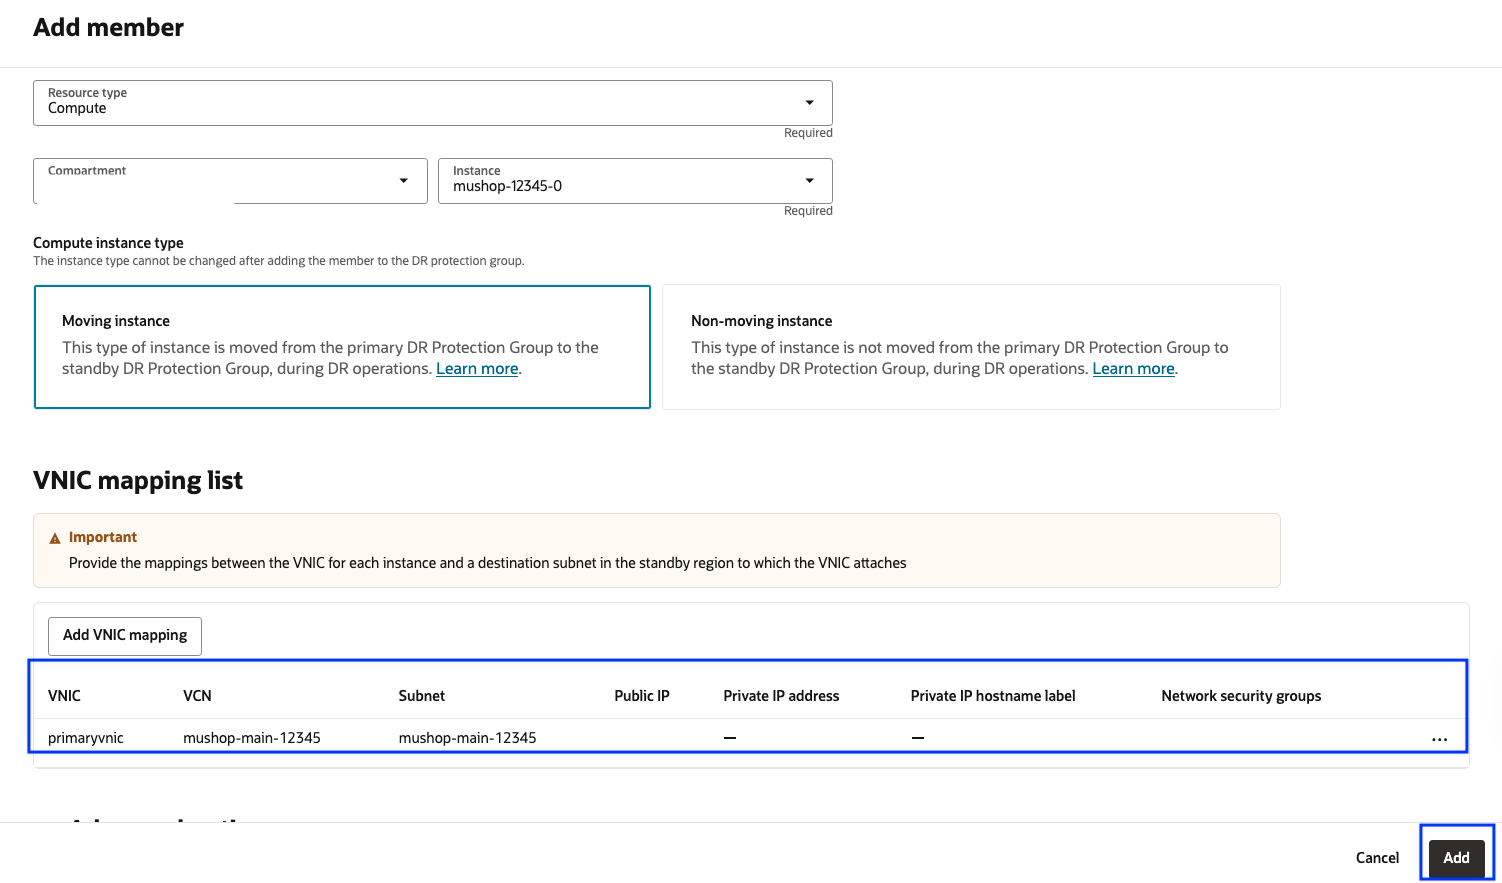 Add member
Resource type
Compute
Required
Compartment
Instance
mushop-12345-0
Required
Compute instance type
The instance type cannot be changed after adding the member to the DR protection group.
Moving instance
This type of instance is moved from the primary DR Protection Group to the
standby DR Protection Group, during DR operations. Learn more.
Non-moving instance
This type of instance is not moved from the primary DR Protection Group to
the standby DR Protection Group, during DR operations. Learn more.
VNIC mapping list
Important
Provide the mappings between the VNIC for each instance and a destination subnet in the standby region to which the VNIC attaches
Add VNIC mapping
VNIC VCN Subnet Public IP Private IP address Private IP hostname label Network security groups
primaryvnic mushop-main-12345 mushop-main-12345 — — ...
Cancel Add